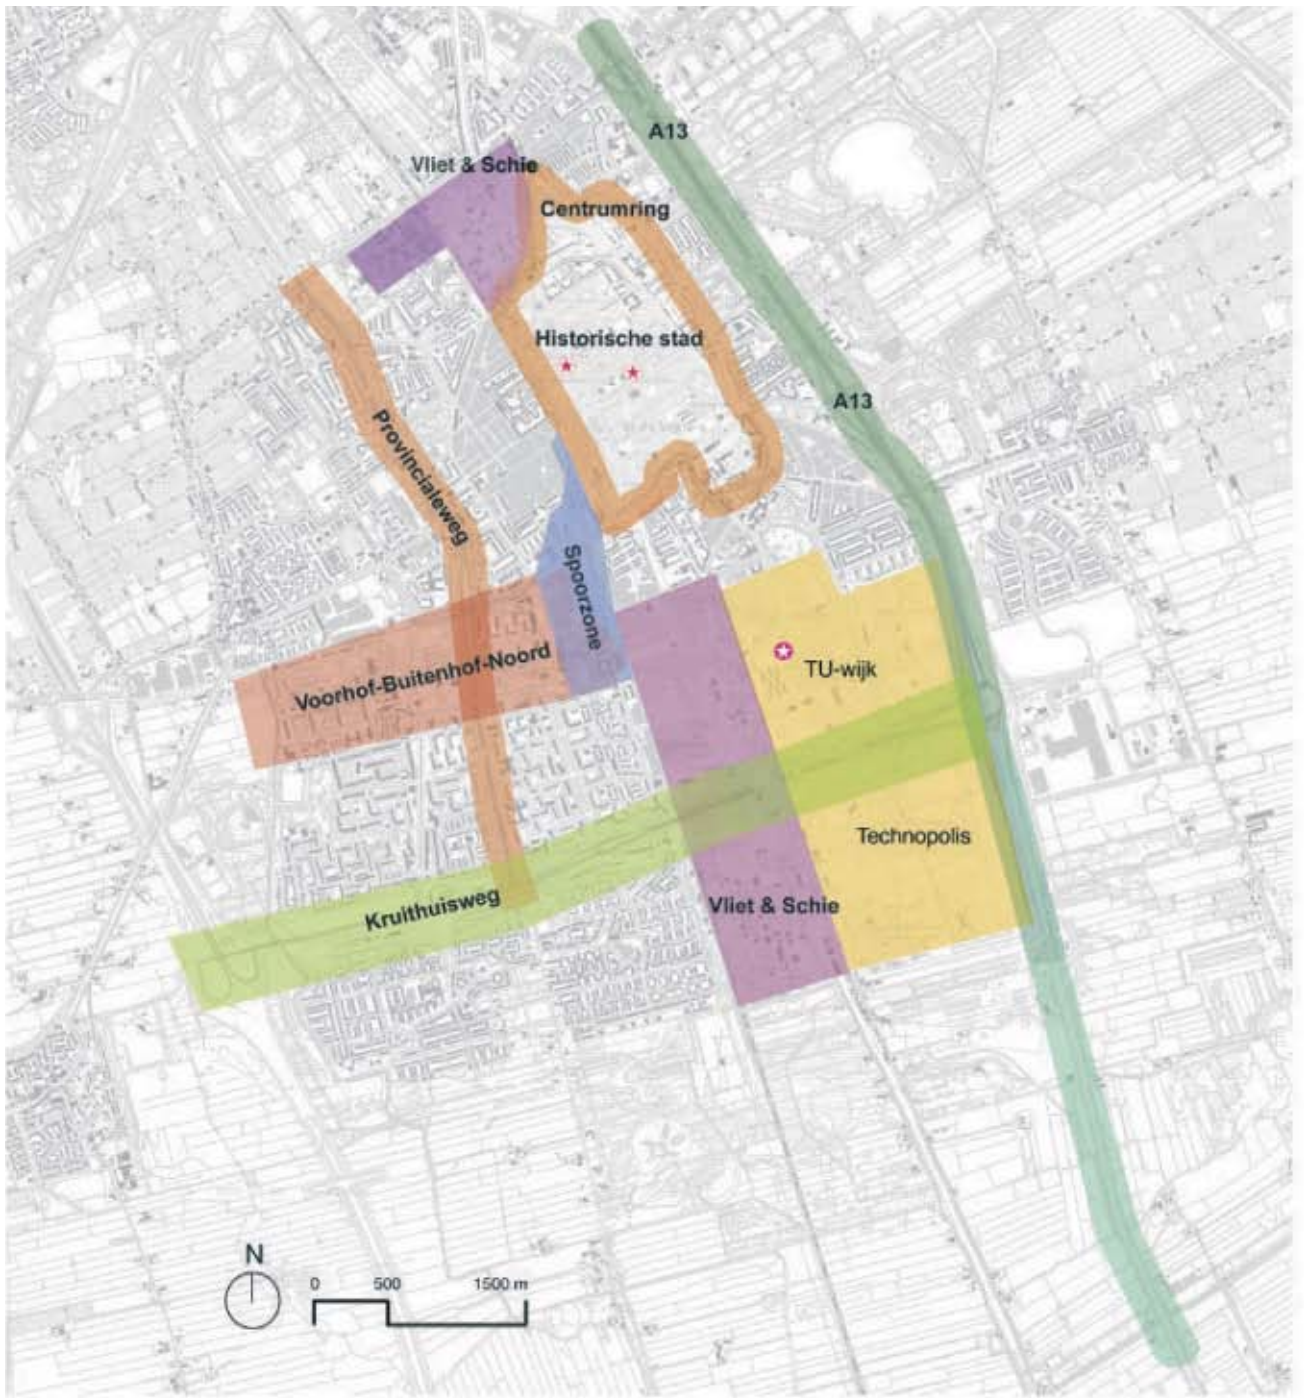 A13
Vliet & Schie
Centrumring
Historische stad
A13
Provincialeweg
Spoorzone
Voorhof-Buitenhof-Noord
TU-wijk
Technopolis
Kruithuisweg
Vliet & Schie
N
0 500 1500 m